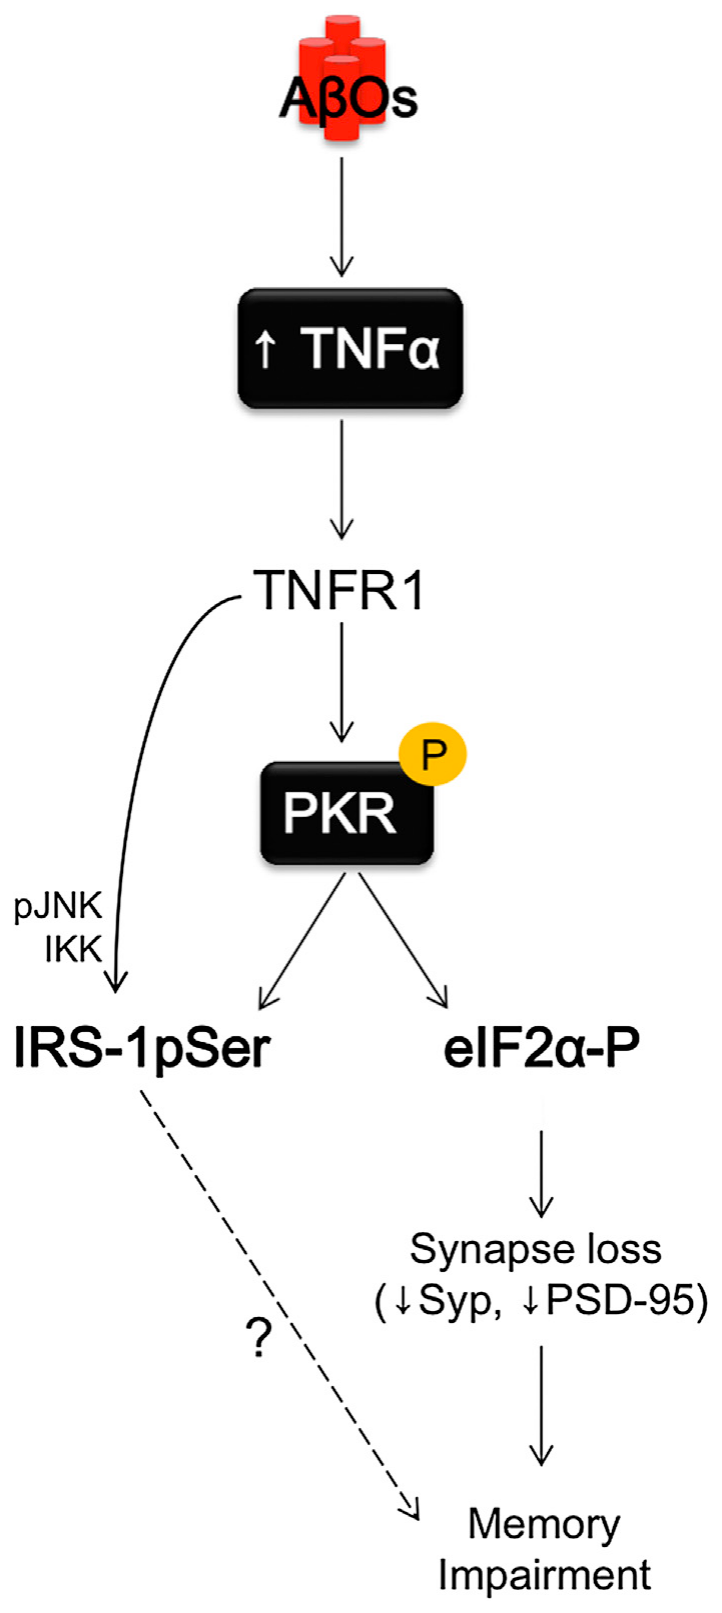 AβOs
↑ TNFα
TNFR1
P
PKR
pJNK
IKK
IRS-1pSer
eIF2α-P
Synapse loss
(↓Syp, ↓PSD-95)
?
Memory
Impairment